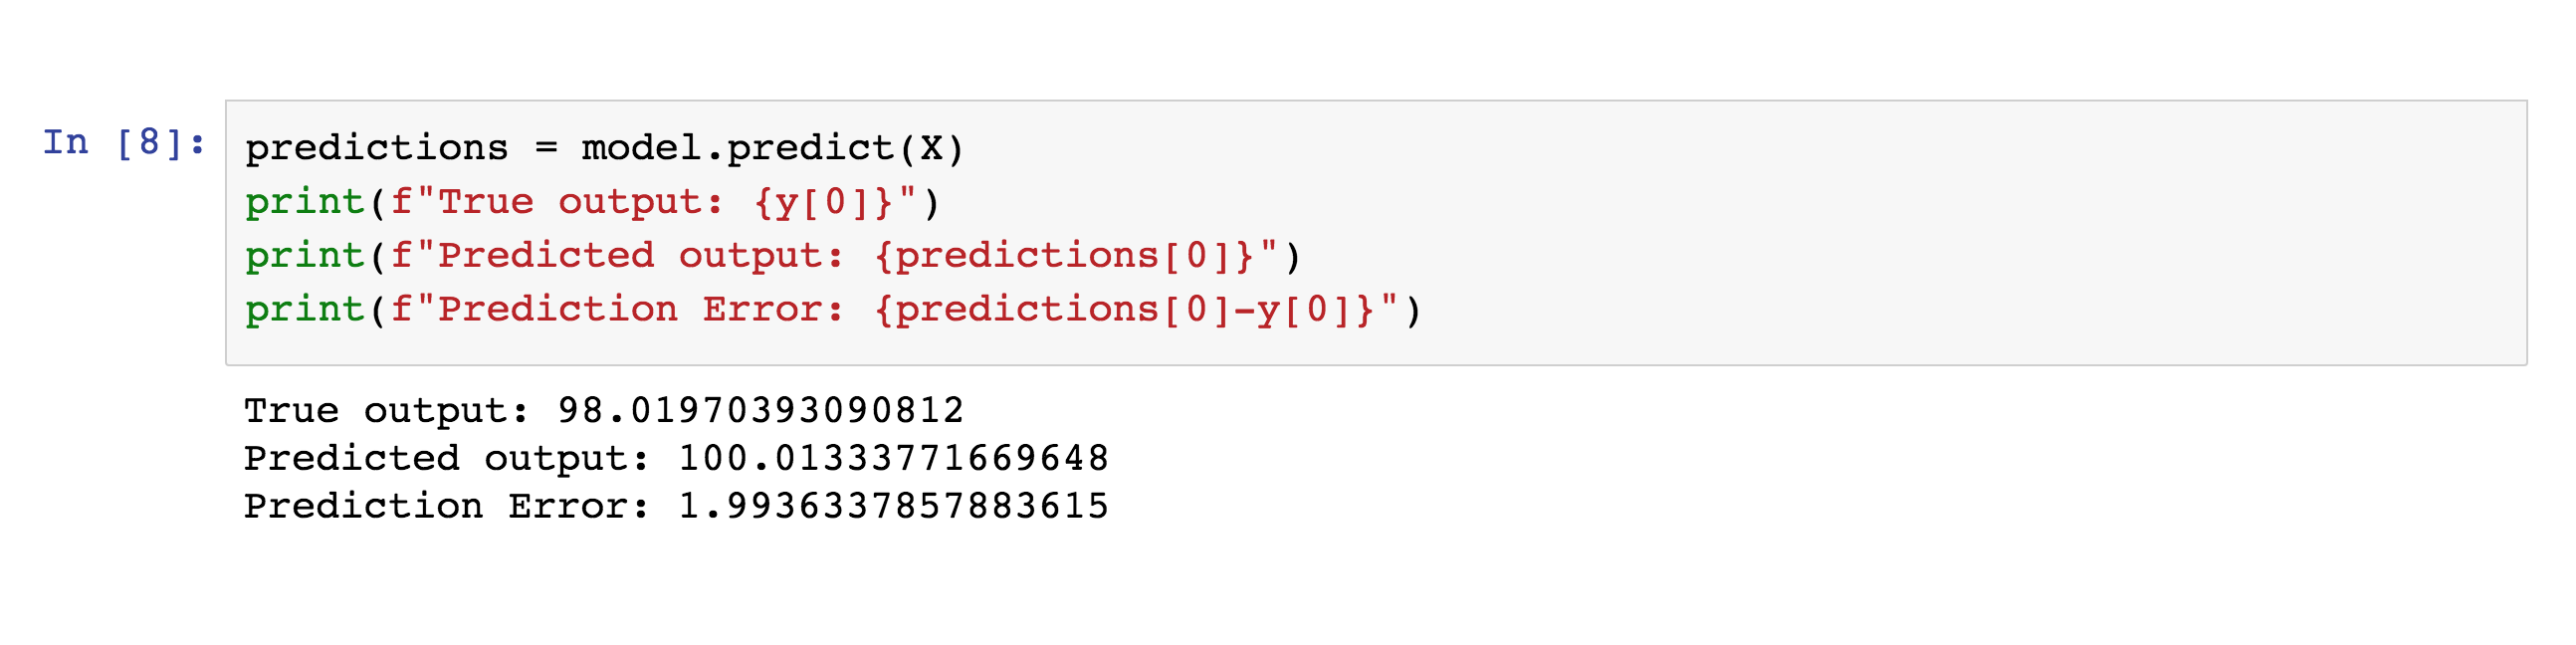 In [8]:
predictions = model.predict(X)
print(f"True output: {y[0]}")
print(f"Predicted output: {predictions[0]}")
print(f"Prediction Error: {predictions[0]-y[0]}")
True output: 98.01970393090812
Predicted output: 100.01333771669648
Prediction Error: 1.9936337857883615